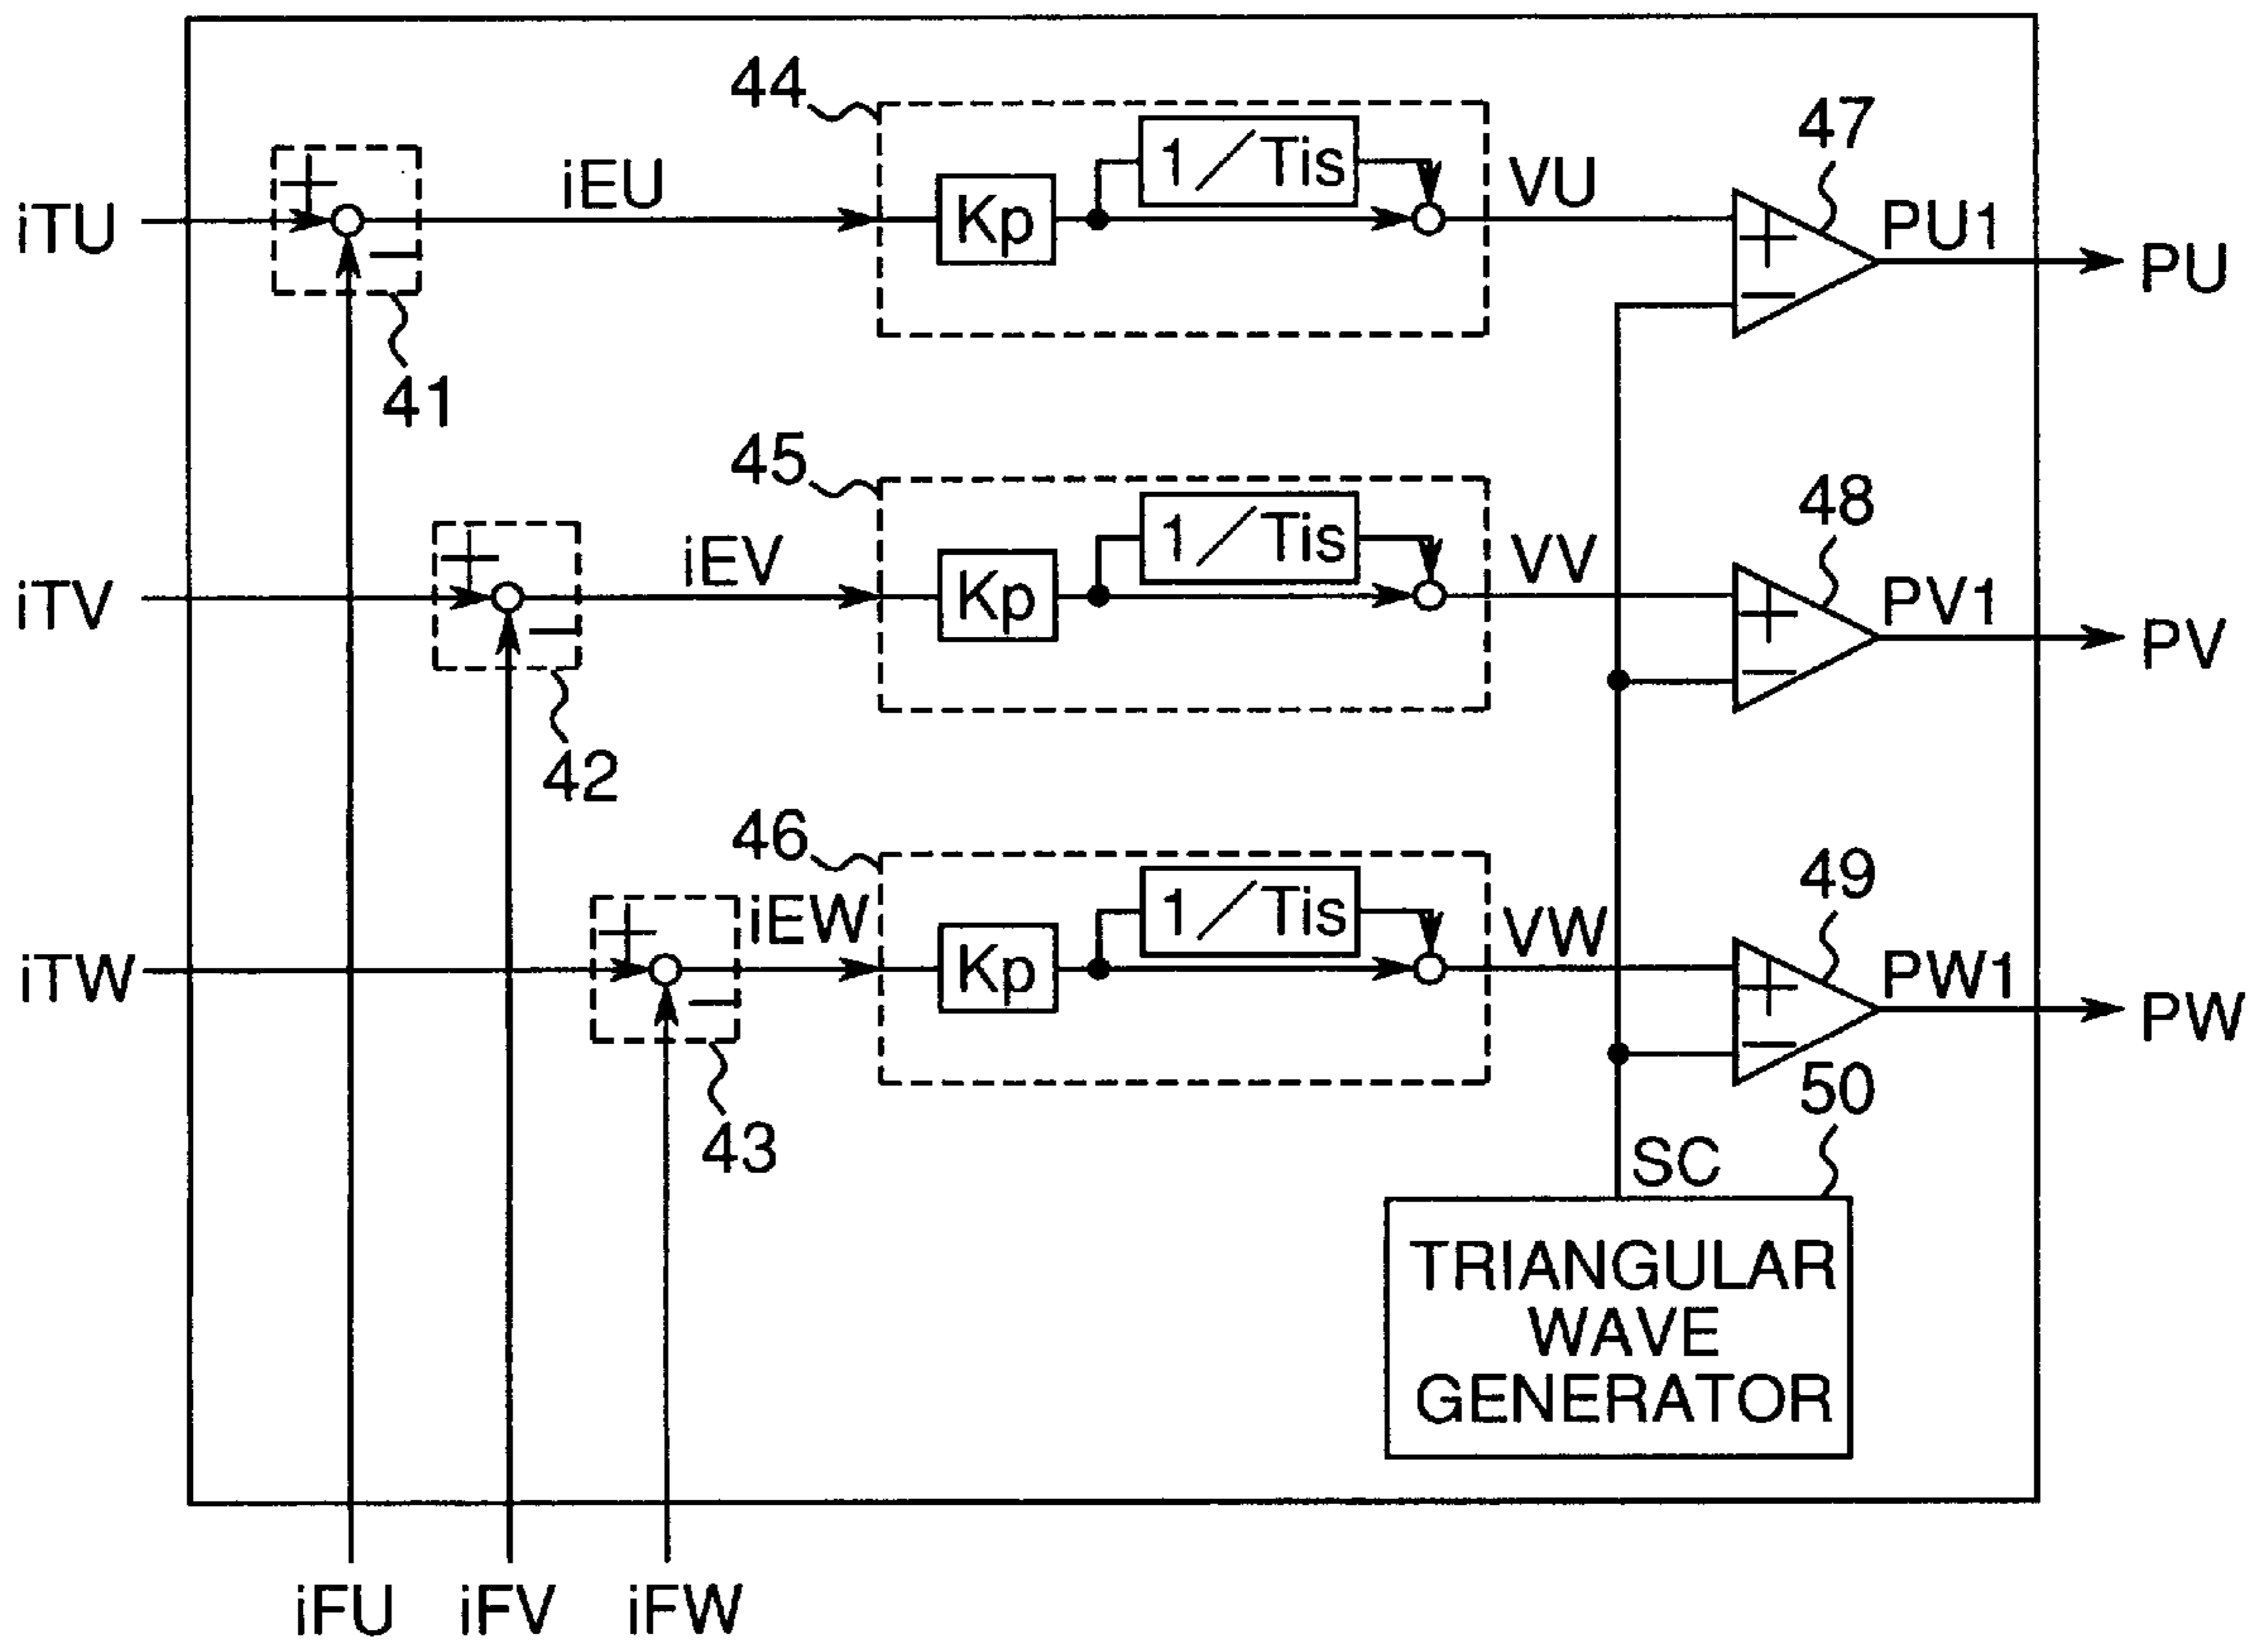 44
47
1/Tis
iEU
VU
iTU
+
Kp
+
PU1
PU
−
−
41
45
48
1/Tis
iEV
VV
iTV
+
Kp
+
PV1
PV
−
−
42
46
49
1/Tis
iEW
VW
iTW
+
Kp
+
PW1
PW
−
−
50
43
SC
TRIANGULAR
WAVE
GENERATOR
iFU
iFV
iFW